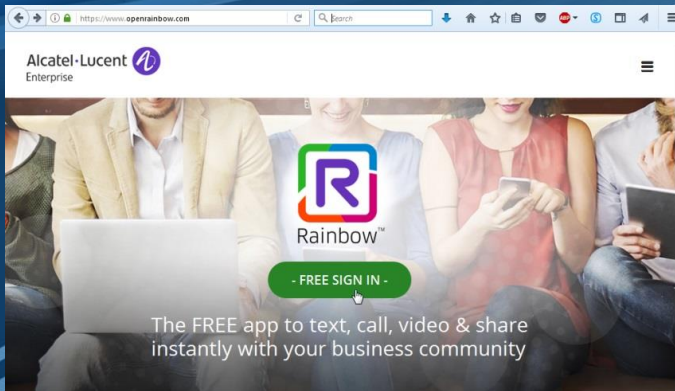 https://www.openrainbow.com
Search
ABP
S
Alcatel·Lucent
Enterprise
R
Rainbow™
- FREE SIGN IN -
The FREE app to text, call, video & share
instantly with your business community